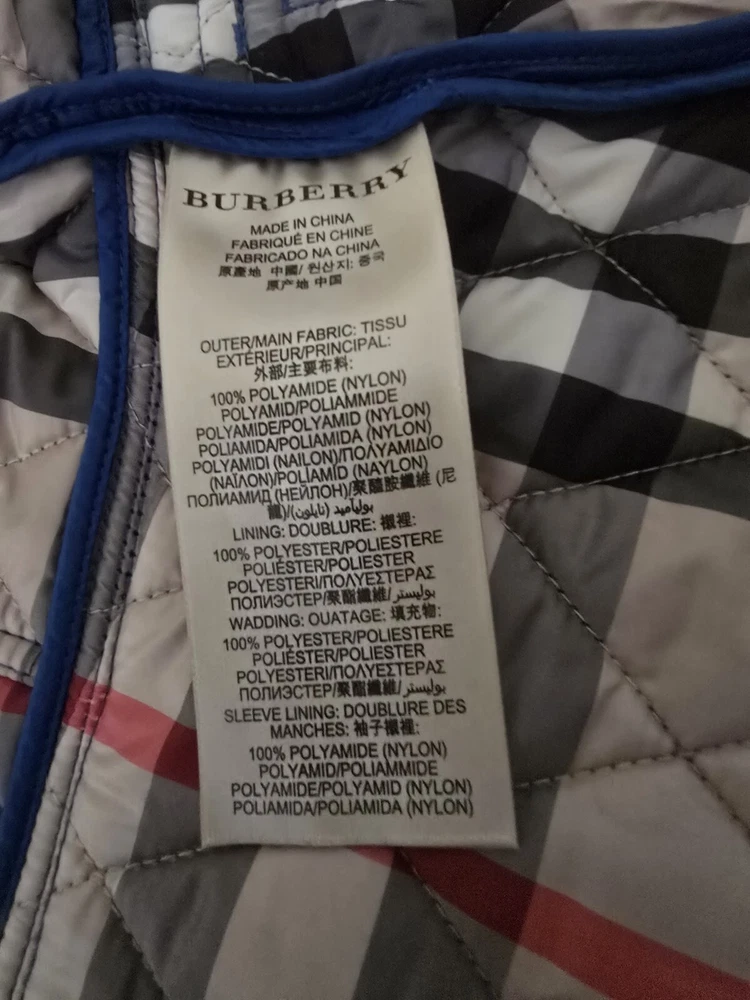 BURBERRY
MADE IN CHINA
FABRIQUÉ EN CHINE
FABRICADO NA CHINA
原產地 中國/ 원산지: 중국
原产地 中国
OUTER/MAIN FABRIC: TISSU
EXTÉRIEUR/PRINCIPAL:
外部/主要布料:
100% POLYAMIDE (NYLON)
POLYAMID/POLIAMMIDE
POLYAMIDE/POLYAMID (NYLON)
POLIAMIDA/POLIAMIDA (NYLON)
POLYAMIDI (NAILON)/ΠΟΛΥΑΜΙΔΙΟ
(ΝΑΪΛΟΝ)/POLİAMİD (NAYLON)
ПОЛИАМИД (НЕЙЛОН)/聚醯胺纖維 (尼
龍)/بولياميد (نايلون)
LINING: DOUBLURE: 襯裡:
100% POLYESTER/POLIESTERE
POLIÉSTER/POLIESTER
POLYESTERI/ΠΟΛΥΕΣΤΕΡΑΣ
ПОЛИЭСТЕР/聚酯纖維/بوليستر
WADDING: OUATAGE: 填充物:
100% POLYESTER/POLIESTERE
POLIÉSTER/POLIESTER
POLYESTERI/ΠΟΛΥΕΣΤΕΡΑΣ
ПОЛИЭСТЕР/聚酯纖維/بوليستر
SLEEVE LINING: DOUBLURE DES
MANCHES: 袖子襯裡:
100% POLYAMIDE (NYLON)
POLYAMID/POLIAMMIDE
POLYAMIDE/POLYAMID (NYLON)
POLIAMIDA/POLIAMIDA (NYLON)